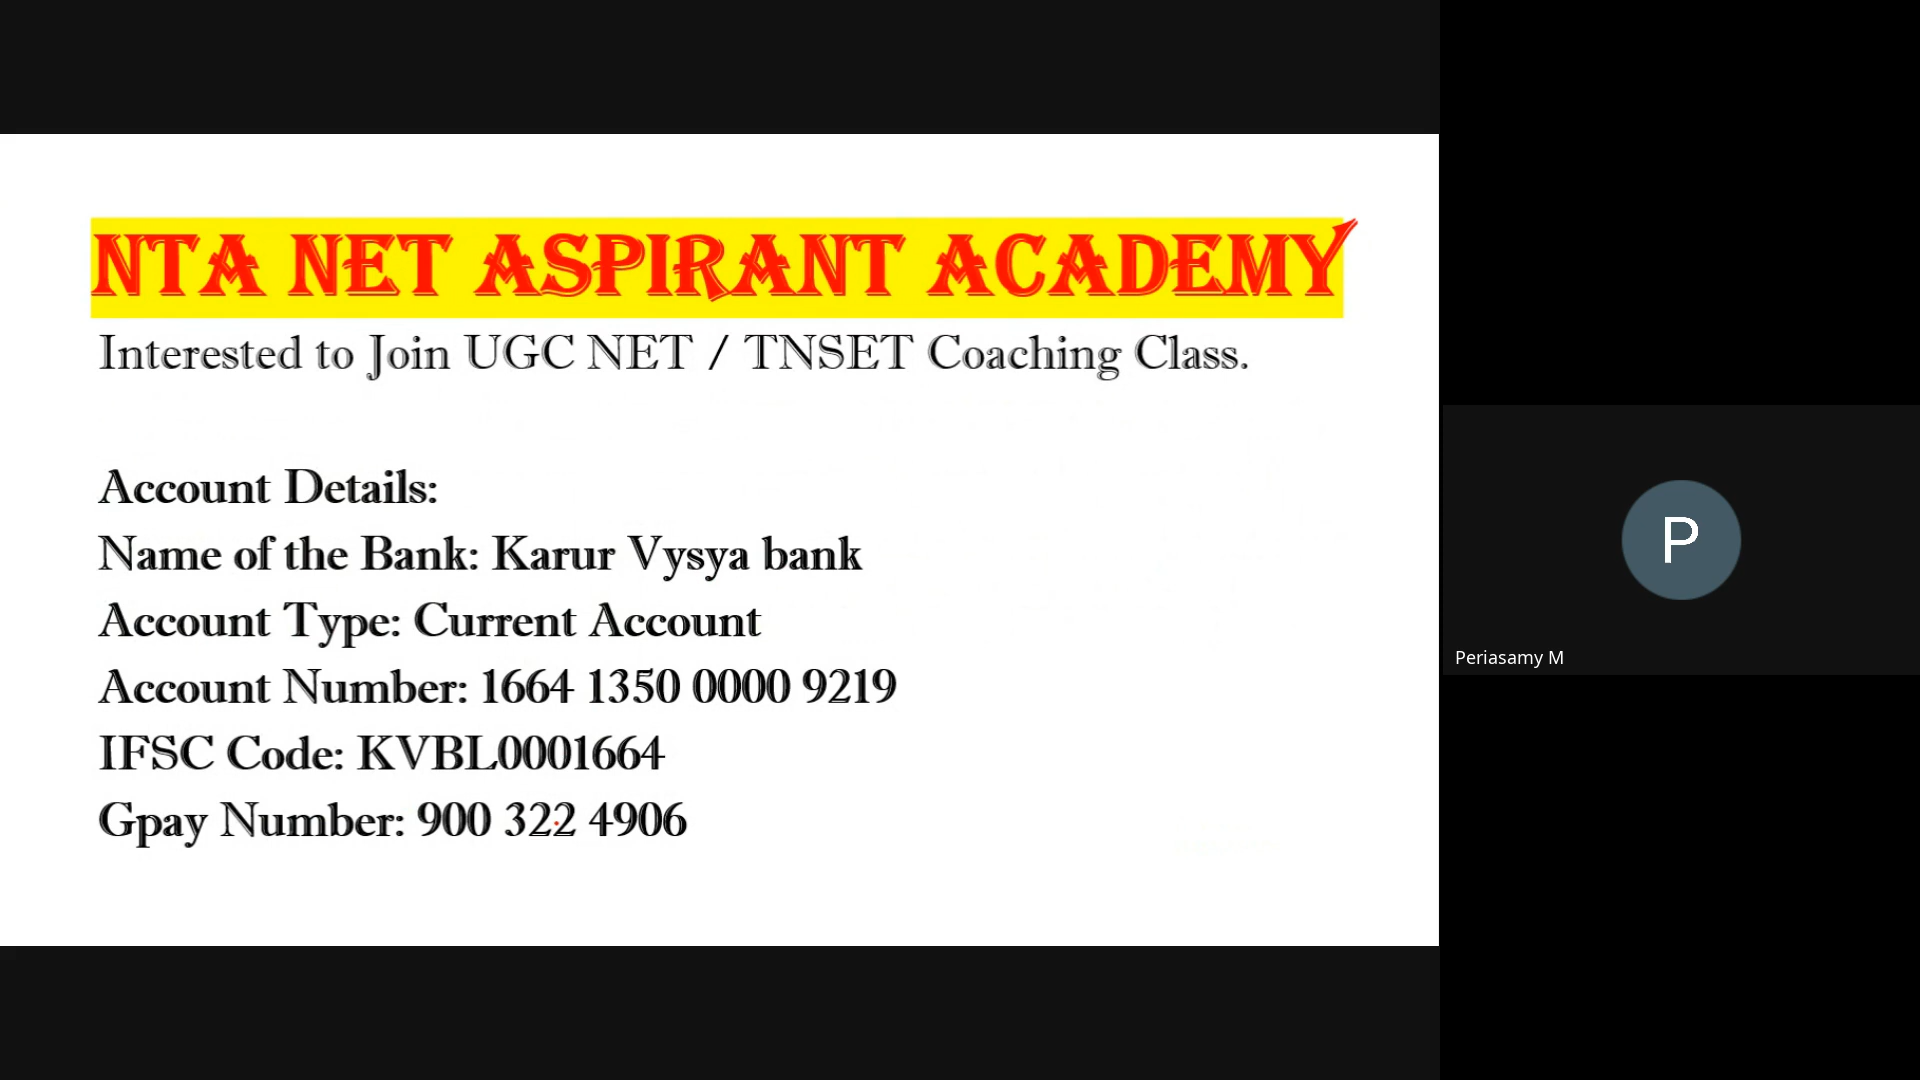 NTA NET ASPIRANT ACADEMY
Interested to Join UGC NET / TNSET Coaching Class.
Account Details:
Name of the Bank: Karur Vysya bank
Account Type: Current Account
Account Number: 1664 1350 0000 9219
IFSC Code: KVBL0001664
Gpay Number: 900 322 4906
P
Periasamy M